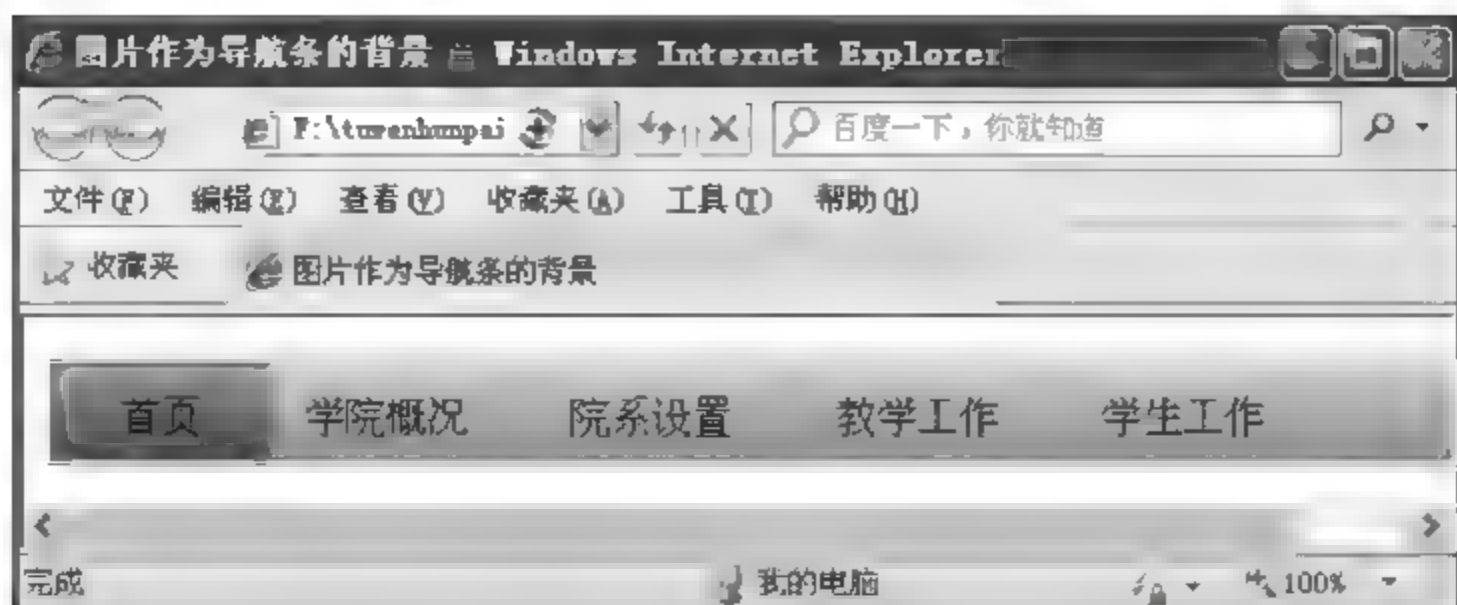 图片作为导航条的背景 - Windows Internet Explorer
百度一下，你就知道
文件(F) 编辑(E) 查看(V) 收藏夹(A) 工具(T) 帮助(H)
收藏夹 图片作为导航条的背景
首页 学院概况 院系设置 教学工作 学生工作
完成 我的电脑 100%